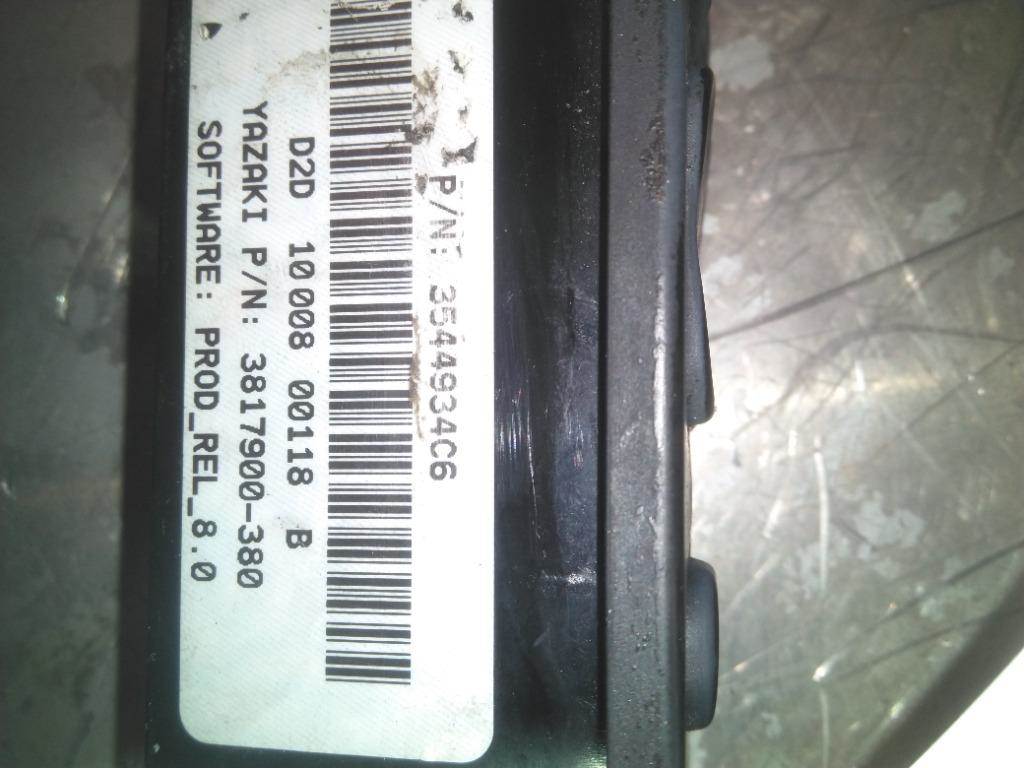 P/N: 3544934C6
D2D 10008 00118 B
YAZAKI P/N: 3817900-380
SOFTWARE: PROD_REL_8.0